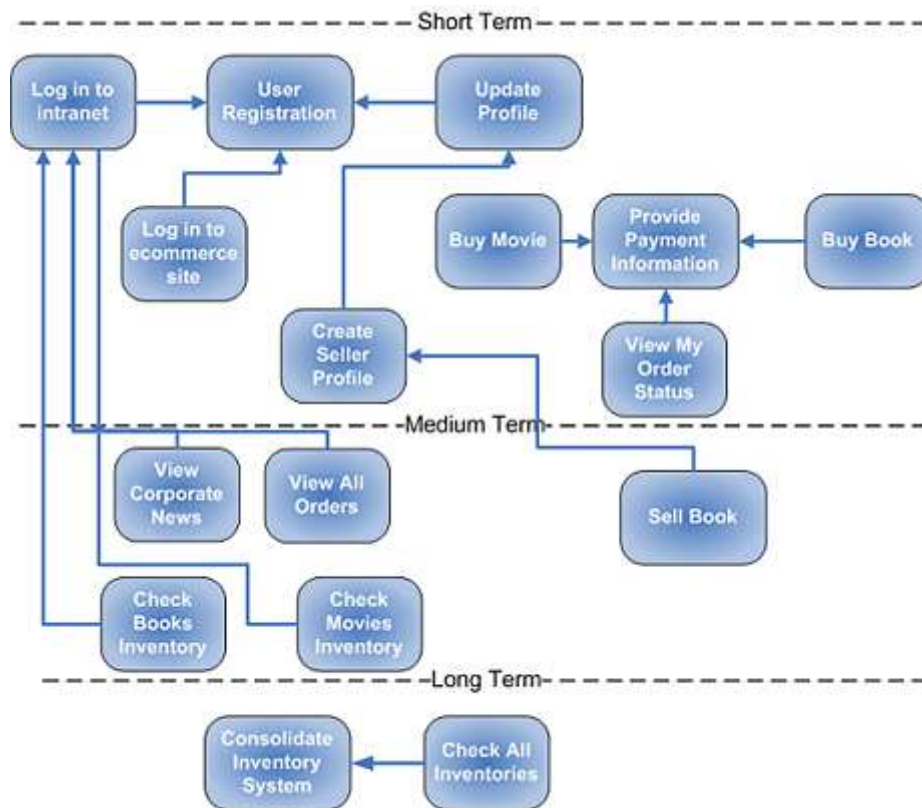 Short Term
Log in to
intranet
User
Registration
Update
Profile
Log in to
ecommerce
site
Buy Movie
Provide
Payment
Information
Buy Book
Create
Seller
Profile
View My
Order
Status
Medium Term
View
Corporate
News
View All
Orders
Sell Book
Check
Books
Inventory
Check
Movies
Inventory
Long Term
Consolidate
Inventory
System
Check All
Inventories